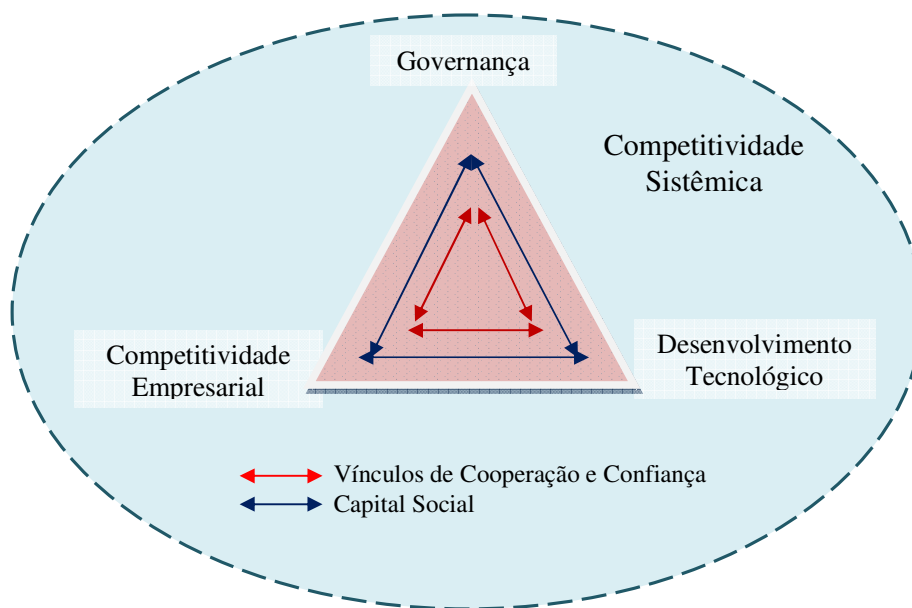 Governança
Competitividade
Sistêmica
Competitividade
Empresarial
Desenvolvimento
Tecnológico
Vínculos de Cooperação e Confiança
Capital Social